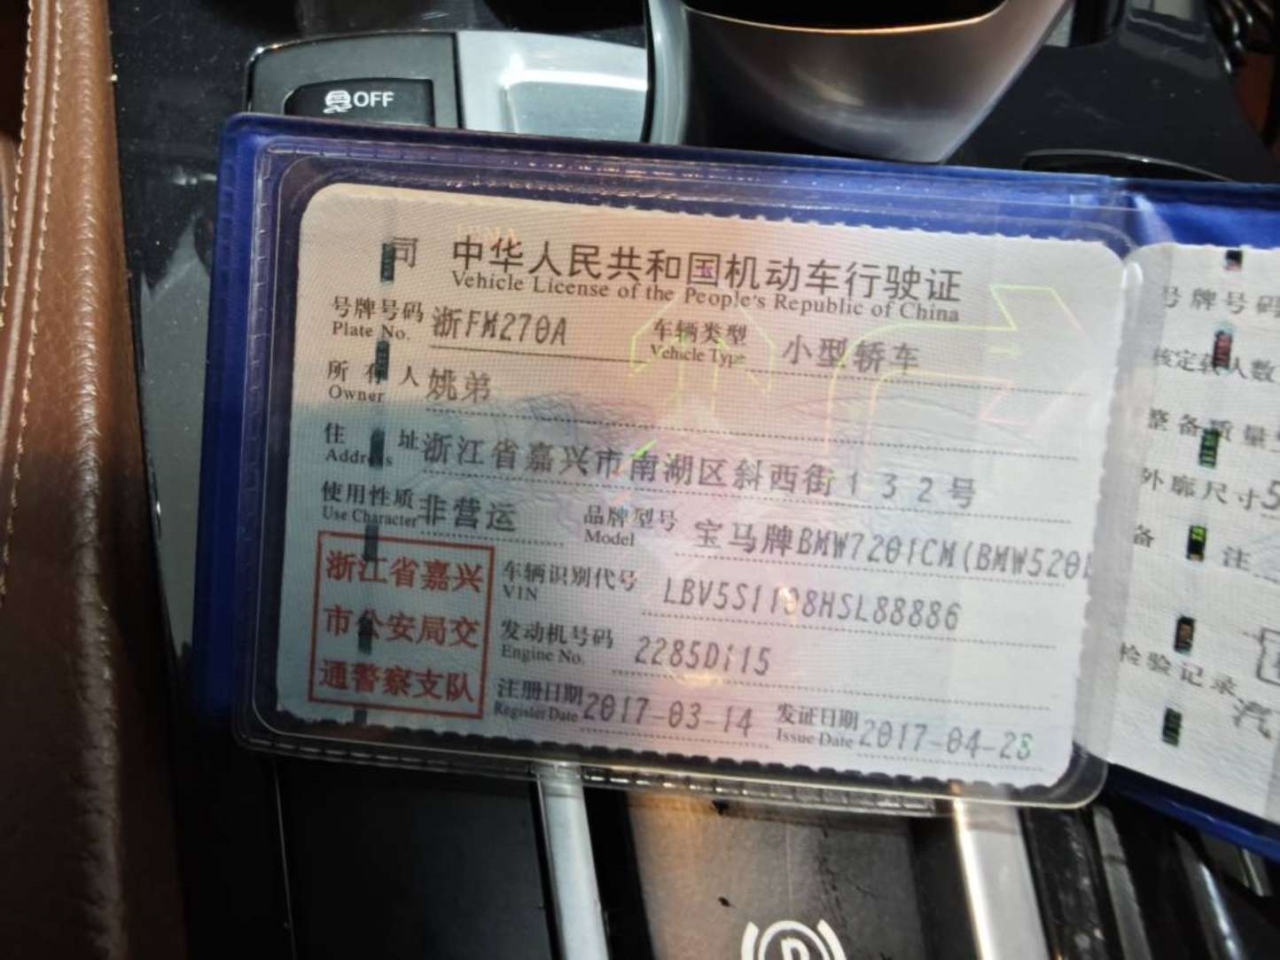 OFF
司 中华人民共和国机动车行驶证
Vehicle License of the People's Republic of China
号牌号码 浙FM270A 车辆类型 小型轿车
Plate No. Vehicle Type
所有人 姚弟
Owner
住 址 浙江省嘉兴市南湖区斜西街132号
Address
使用性质 非营运 品牌型号 宝马牌BMW7201CM(BMW520L
Use Character Model
浙江省嘉兴
市公安局交
通警察支队
车辆识别代号
VIN
发动机号码
Engine No.
注册日期 2017-03-14 发证日期 2017-04-28
Register Date Issue Date
号牌号码
核定载人数
整备质量
外廓尺寸 5
备 注
检验记录
汽
P